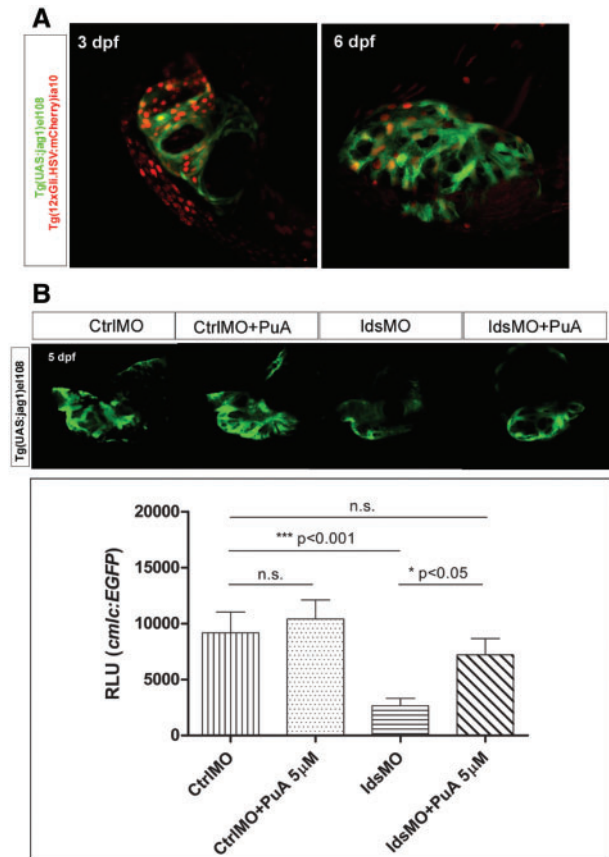 A
3 dpf
6 dpf
Tg(UAS:jag1)el108
Tg(12xGli.HSV:mCherry)ia10
B
CtrlMO
CtrlMO+PuA
IdsMO
IdsMO+PuA
5 dpf
Tg(UAS:jag1)el108
n.s.
*** p<0.001
n.s.
* p<0.05
RLU (cmlc:EGFP)
20000
15000
10000
5000
0
CtrlMO
CtrlMO+PuA 5µM
IdsMO
IdsMO+PuA 5µM